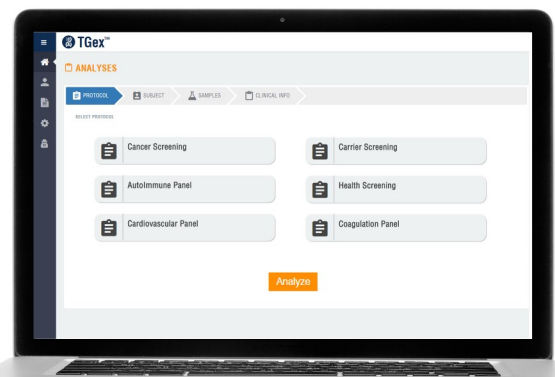 TGex™
ANALYSES
PROTOCOL SUBJECT SAMPLES CLINICAL INFO
SELECT PROTOCOL
Cancer Screening Carrier Screening
AutoImmune Panel Health Screening
Cardiovascular Panel Coagulation Panel
Analyze